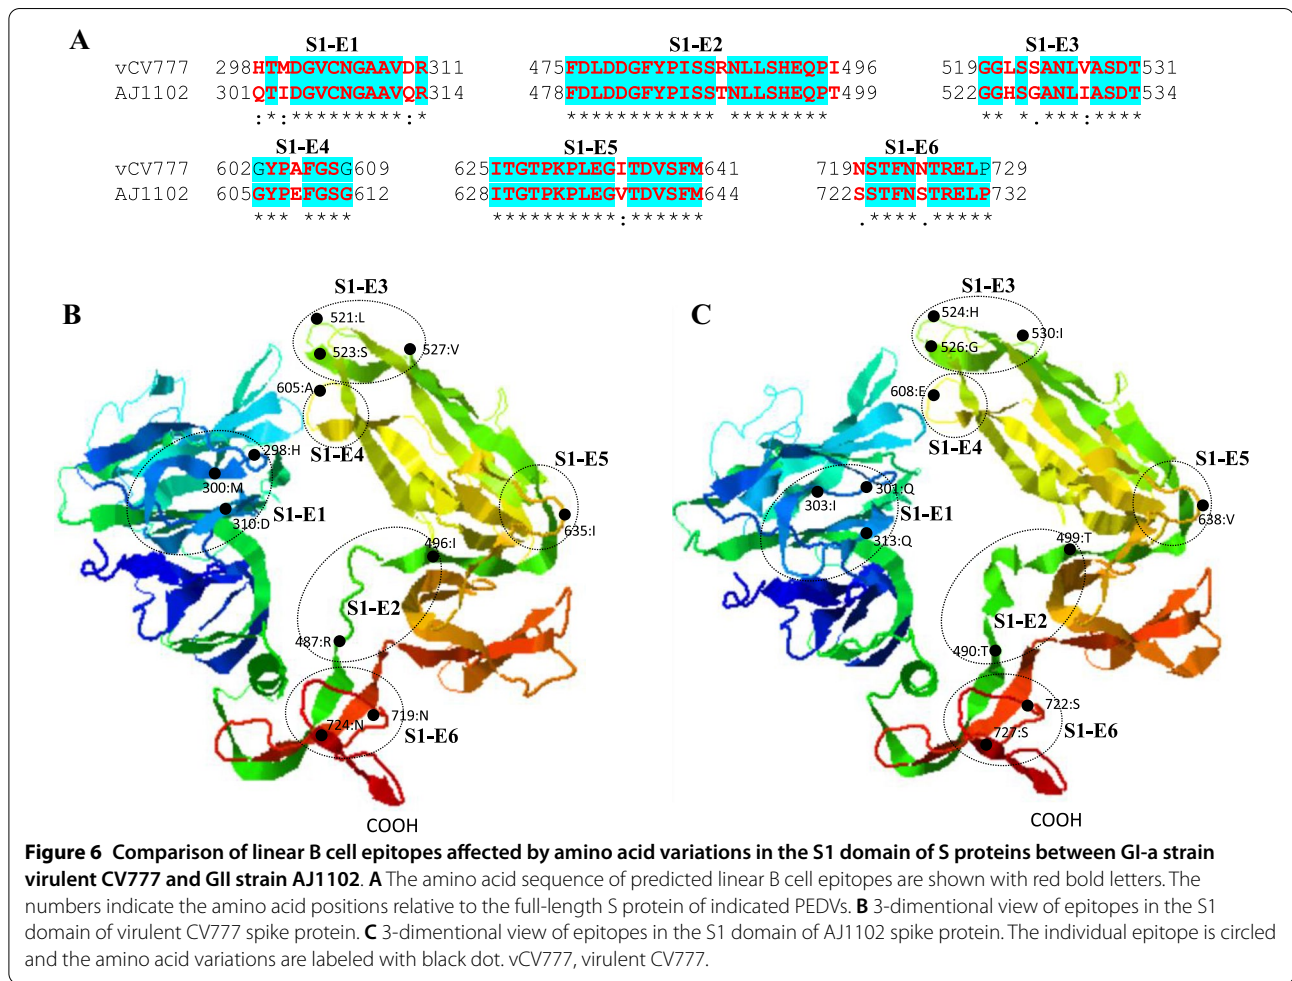 A
S1-E1 S1-E2 S1-E3
vCV777 298HTMDGVCNGAAVDR311 475FDLDDGFYPISSRNLLSHEQPI496 519GGLSSANLVASDT531
AJ1102 301QTIDGVCNGAAVQR314 478FDLDDGFYPISSTNLLSHEQPT499 522GGHSGANLIASDT534
:*:*********:* ************ ******** ** *.***:****
S1-E4 S1-E5 S1-E6
vCV777 602GYPAFGSG609 625ITGTPKPLEGITDVSFM641 719NSTFNNTRELP729
AJ1102 605GYPEFGSG612 628ITGTPKPLEGVTDVSFM644 722SSTFNSTRELP732
*** **** **********:****** .****.*****
B
S1-E3
521:L
523:S
527:V
605:A
S1-E4
298:H
300:M
310:D
S1-E1
S1-E5
635:I
496:I
S1-E2
487:R
719:N
724:N
S1-E6
COOH
C
S1-E3
524:H
530:I
526:G
608:E
S1-E4
S1-E5
301:Q
303:I
S1-E1
638:V
313:Q
499:T
S1-E2
490:T
722:S
727:S
S1-E6
COOH
Figure 6 Comparison of linear B cell epitopes affected by amino acid variations in the S1 domain of S proteins between GI-a strain
virulent CV777 and GII strain AJ1102. A The amino acid sequence of predicted linear B cell epitopes are shown with red bold letters. The
numbers indicate the amino acid positions relative to the full-length S protein of indicated PEDVs. B 3-dimentional view of epitopes in the S1
domain of virulent CV777 spike protein. C 3-dimentional view of epitopes in the S1 domain of AJ1102 spike protein. The individual epitope is circled
and the amino acid variations are labeled with black dot. vCV777, virulent CV777.